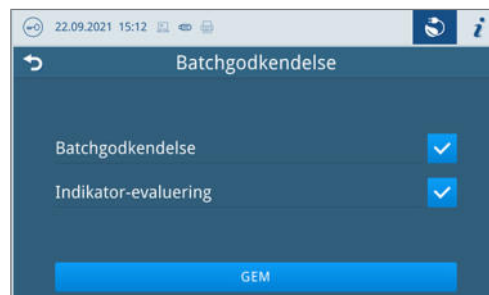 22.09.2021 15:12
i
Batchgodkendelse
Batchgodkendelse
Indikator-evaluering
GEM